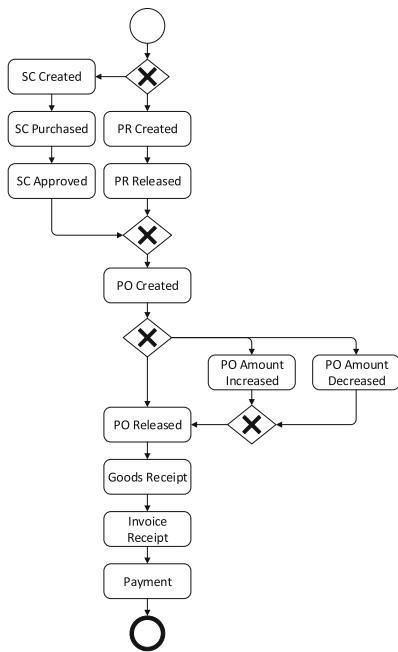 SC Created
SC Purchased
PR Created
SC Approved
PR Released
PO Created
PO Amount
Increased
PO Amount
Decreased
PO Released
Goods Receipt
Invoice
Receipt
Payment